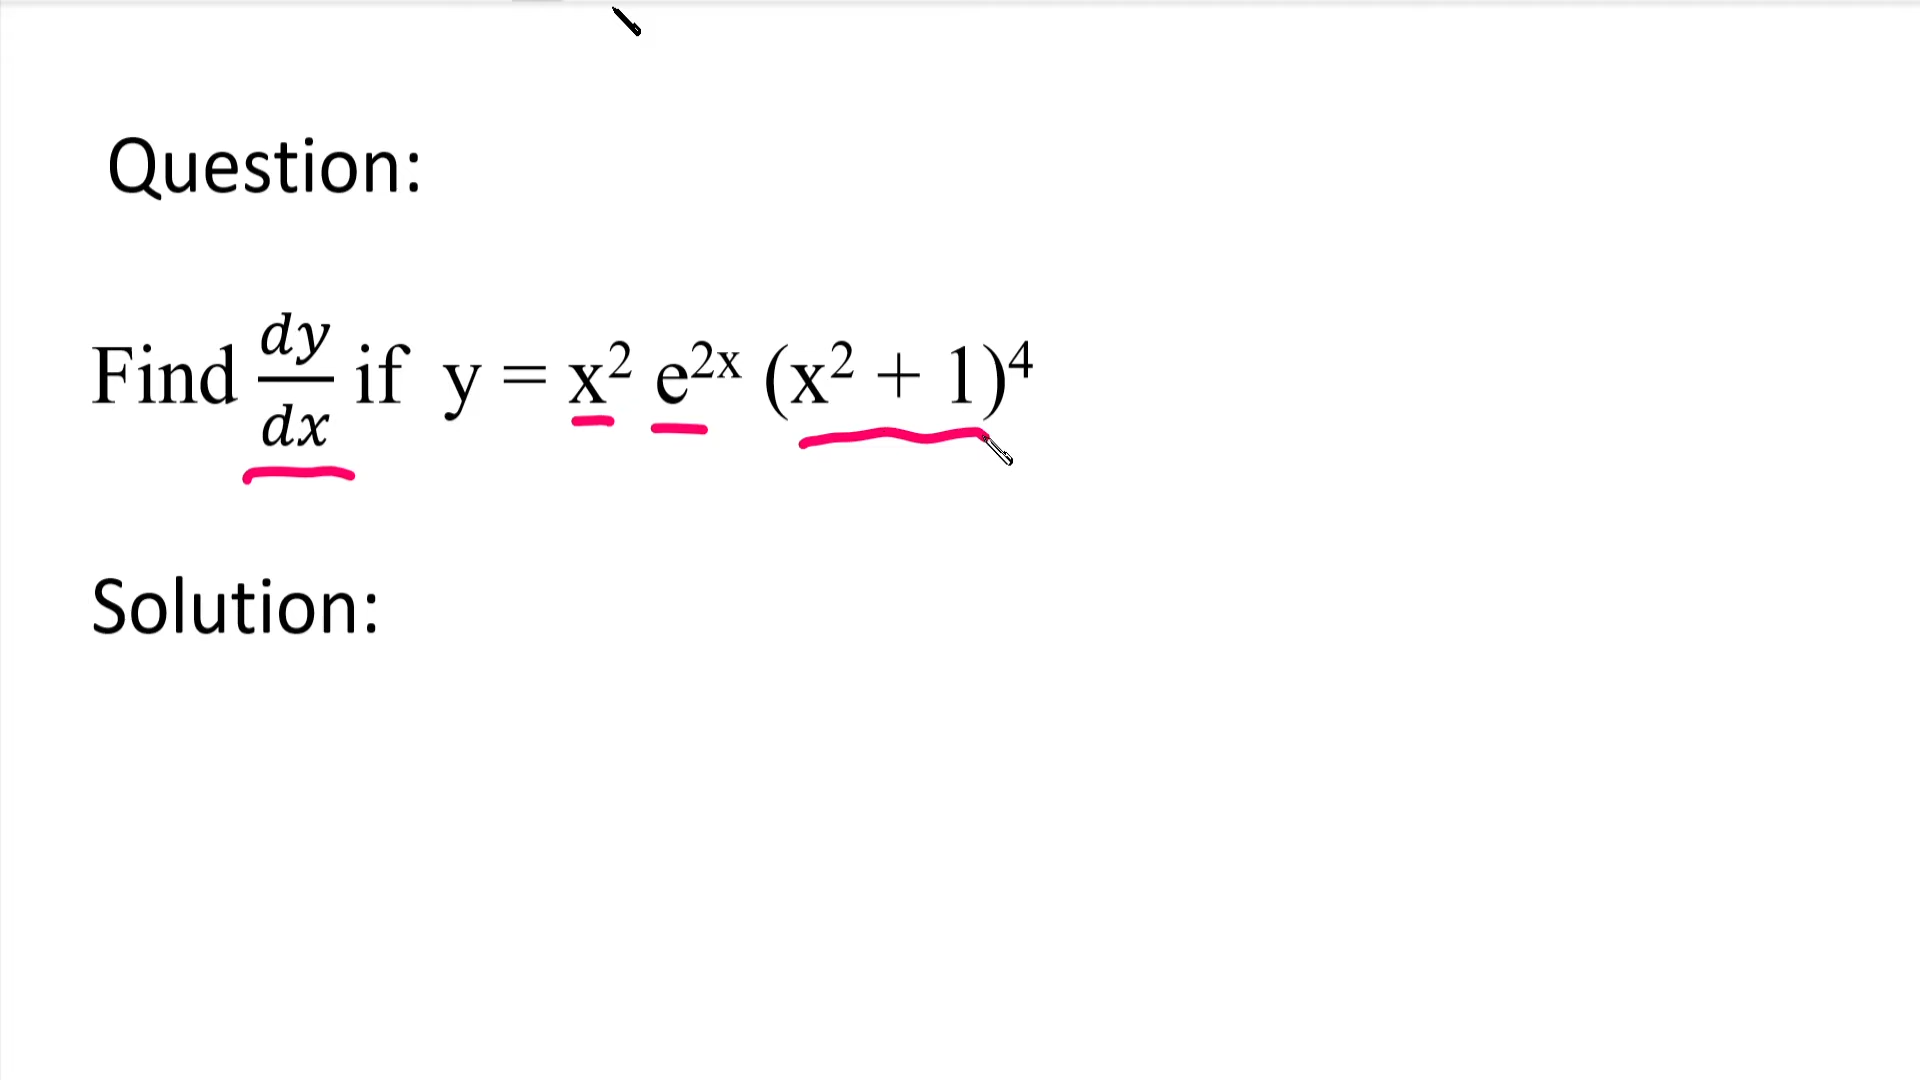 Question:
Find dy/dx if y = x² e²ˣ (x² + 1)⁴
Solution: